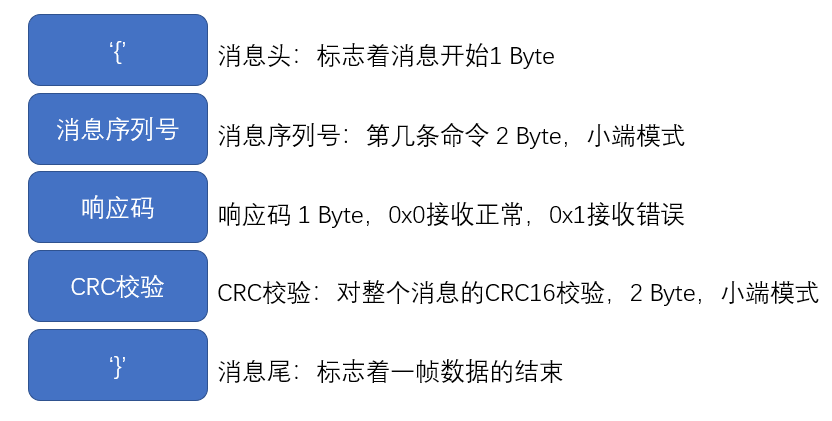 ‘{’
消息头：标志着消息开始1 Byte
消息序列号
消息序列号：第几条命令 2 Byte，小端模式
响应码
响应码 1 Byte，0x0接收正常，0x1接收错误
CRC校验
CRC校验：对整个消息的CRC16校验，2 Byte，小端模式
‘}’
消息尾：标志着一帧数据的结束